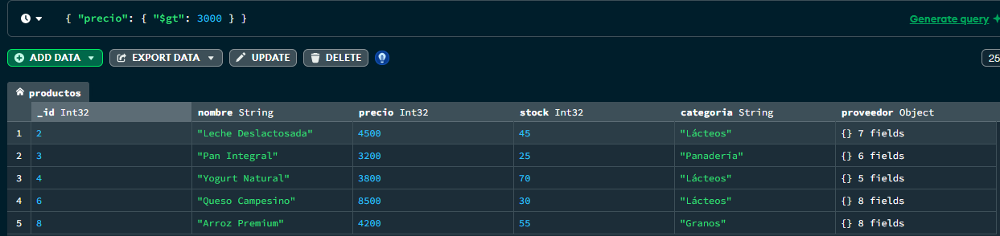 { "precio": { "$gt": 3000 } }
Generate query
ADD DATA EXPORT DATA UPDATE DELETE
25
productos
_id Int32 nombre String precio Int32 stock Int32 categoria String proveedor Object
1 2 "Leche Deslactosada" 4500 45 "Lácteos" {} 7 fields
2 3 "Pan Integral" 3200 25 "Panadería" {} 6 fields
3 4 "Yogurt Natural" 3800 70 "Lácteos" {} 5 fields
4 6 "Queso Campesino" 8500 30 "Lácteos" {} 8 fields
5 8 "Arroz Premium" 4200 55 "Granos" {} 8 fields